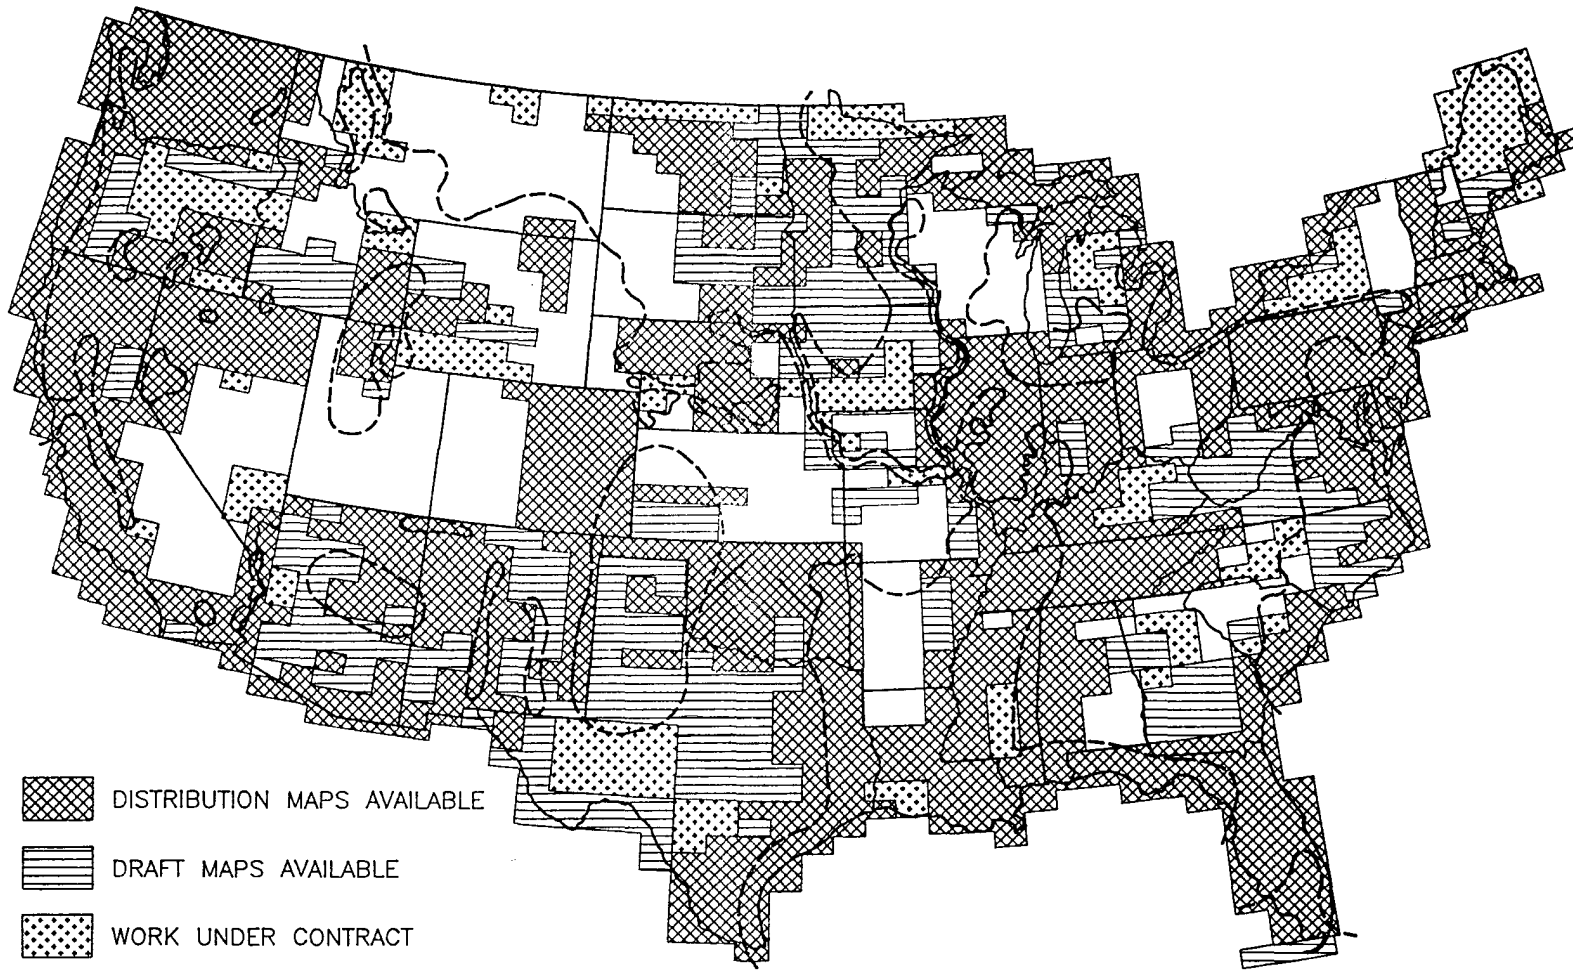 DISTRIBUTION MAPS AVAILABLE
DRAFT MAPS AVAILABLE
WORK UNDER CONTRACT